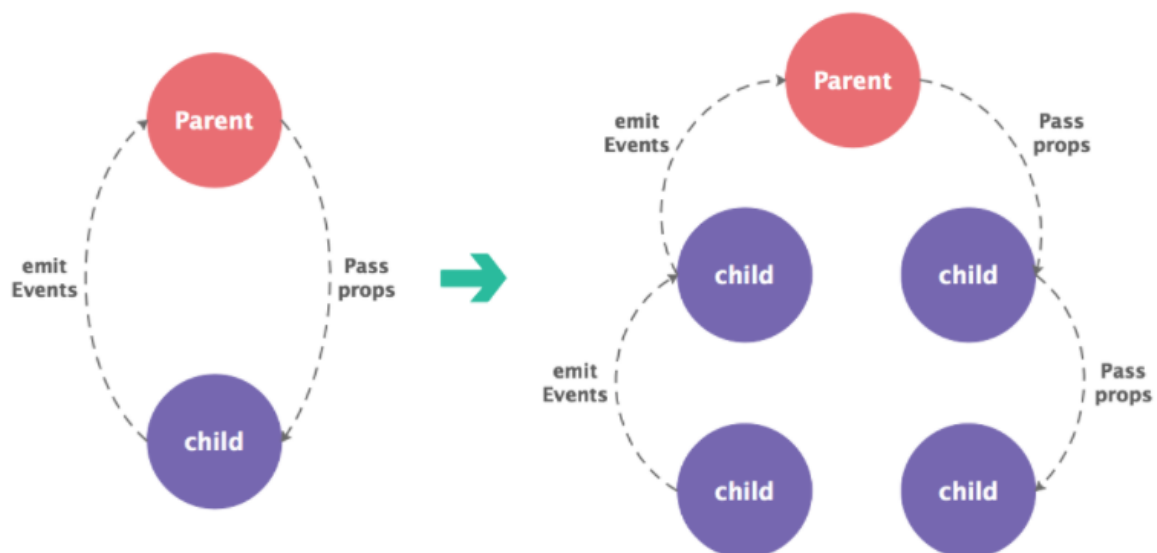 Parent
emit
Events
Pass
props
child
Parent
emit
Events
Pass
props
child
child
emit
Events
Pass
props
child
child